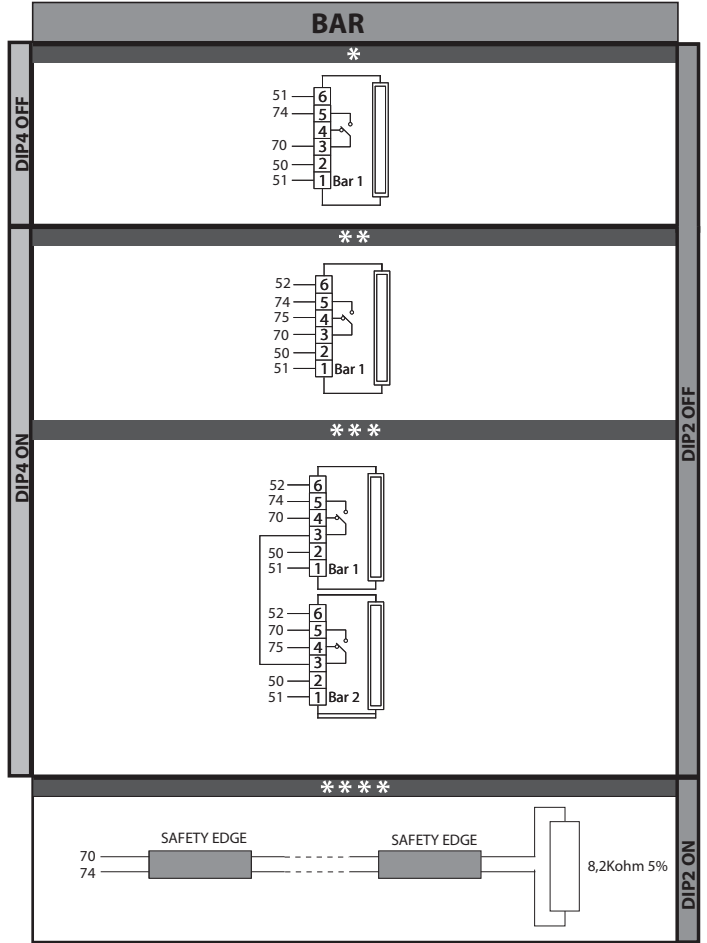 BAR
*
DIP4 OFF
51 6
74 5
4
70 3
50 2
51 1 Bar 1
DIP2 OFF
**
DIP4 ON
52 6
74 5
75 4
70 3
50 2
51 1 Bar 1
***
52 6
74 5
70 4
3
50 2
51 1 Bar 1
52 6
70 5
75 4
3
50 2
51 1 Bar 2
****
DIP2 ON
SAFETY EDGE SAFETY EDGE
70
74
8,2Kohm 5%